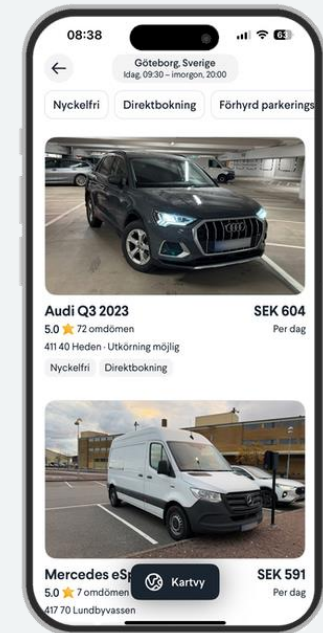 08:38
63
Göteborg, Sverige
Idag, 09:30 – imorgon, 20:00
Nyckelfri Direktbokning Förhyrd parkerings
Audi Q3 2023 SEK 604
5.0 72 omdömen Per dag
411 40 Heden · Utkörning möjlig
Nyckelfri Direktbokning
Mercedes eSp SEK 591
5.0 7 omdömen Per dag
Kartvy
417 70 Lundbyvassen